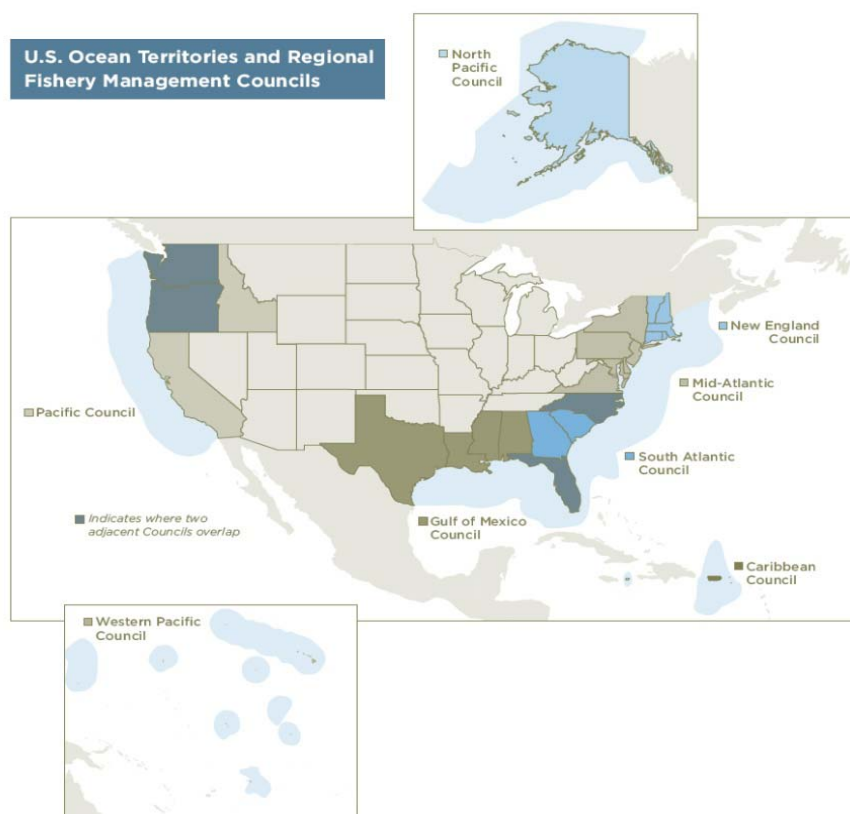 U.S. Ocean Territories and Regional
Fishery Management Councils
North
Pacific
Council
New England
Council
Mid-Atlantic
Council
Pacific Council
South Atlantic
Council
Indicates where two
adjacent Councils overlap
Gulf of Mexico
Council
Caribbean
Council
Western Pacific
Council